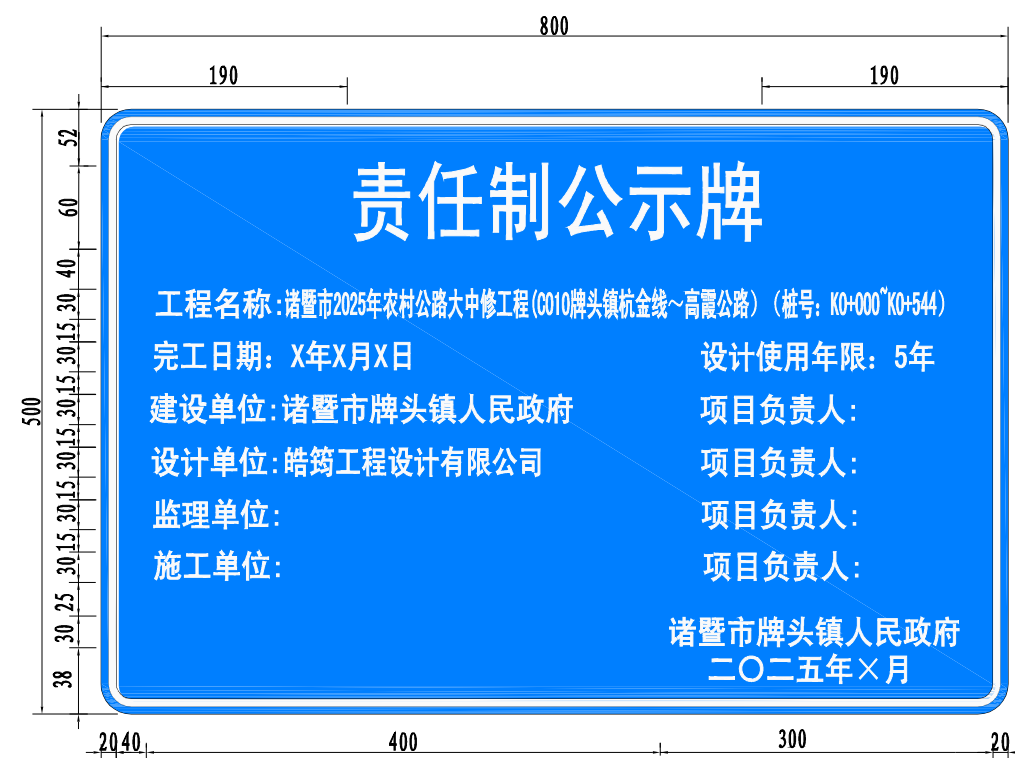 800
190 190
52
责任制公示牌
60
40
30
工程名称:诸暨市2025年农村公路大中修工程(C010牌头镇杭金线～高霞公路)(桩号：K0+000~K0+544)
15
30
完工日期：X年X月X日 设计使用年限：5年
15
500
30
建设单位:诸暨市牌头镇人民政府 项目负责人:
15
30
设计单位:皓筠工程设计有限公司 项目负责人:
15
30
监理单位: 项目负责人:
15
30
施工单位: 项目负责人:
25
30
诸暨市牌头镇人民政府
38
二〇二五年×月
20 40 400 300 20